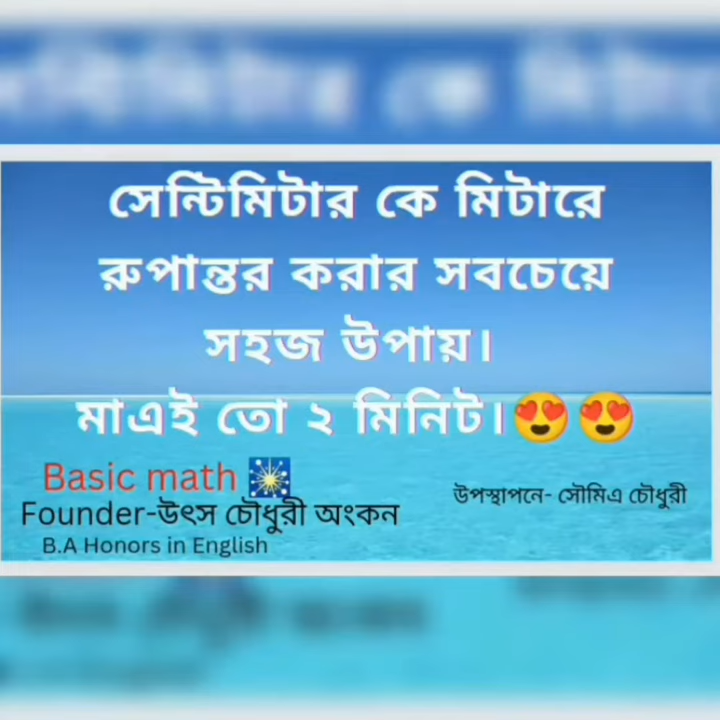 সেন্টিমিটার কে মিটারে
রুপান্তর করার সবচেয়ে
সহজ উপায়।
মাএই তো ২ মিনিট।😍😍
Basic math 🎇
Founder-উৎস চৌধুরী অংকন
B.A Honors in English
উপস্থাপনে- সৌমিএ চৌধুরী